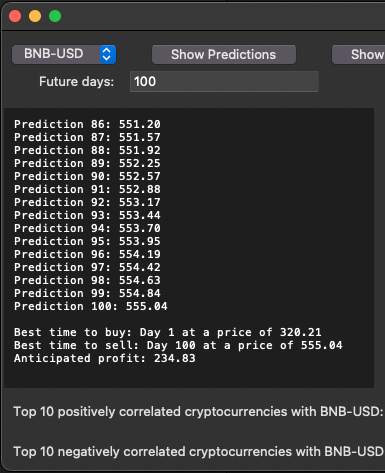 BNB-USD Show Predictions Show
Future days: 100
Prediction 86: 551.20
Prediction 87: 551.57
Prediction 88: 551.92
Prediction 89: 552.25
Prediction 90: 552.57
Prediction 91: 552.88
Prediction 92: 553.17
Prediction 93: 553.44
Prediction 94: 553.70
Prediction 95: 553.95
Prediction 96: 554.19
Prediction 97: 554.42
Prediction 98: 554.63
Prediction 99: 554.84
Prediction 100: 555.04
Best time to buy: Day 1 at a price of 320.21
Best time to sell: Day 100 at a price of 555.04
Anticipated profit: 234.83
Top 10 positively correlated cryptocurrencies with BNB-USD:
Top 10 negatively correlated cryptocurrencies with BNB-USD